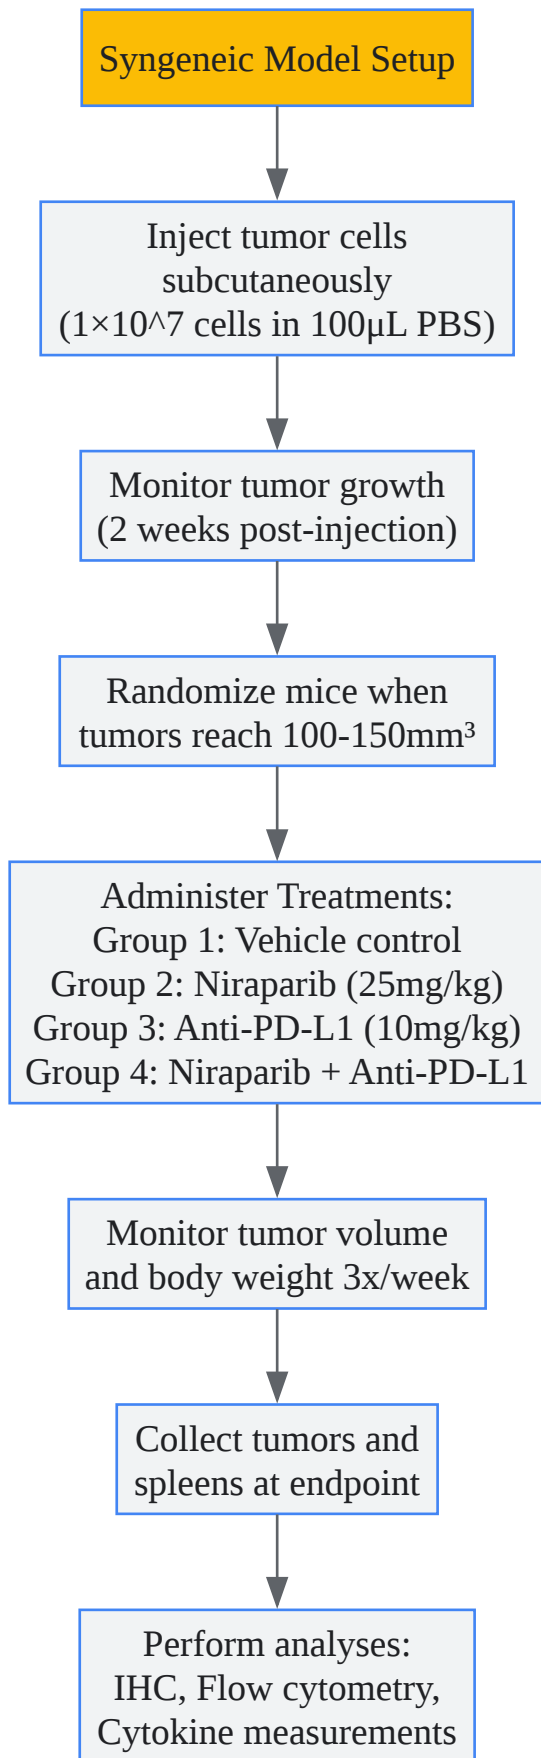 Syngeneic Model Setup
Inject tumor cells
subcutaneously
(1×10^7 cells in 100μL PBS)
Monitor tumor growth
(2 weeks post-injection)
Randomize mice when
tumors reach 100-150mm³
Administer Treatments:
Group 1: Vehicle control
Group 2: Niraparib (25mg/kg)
Group 3: Anti-PD-L1 (10mg/kg)
Group 4: Niraparib + Anti-PD-L1
Monitor tumor volume
and body weight 3x/week
Collect tumors and
spleens at endpoint
Perform analyses:
IHC, Flow cytometry,
Cytokine measurements